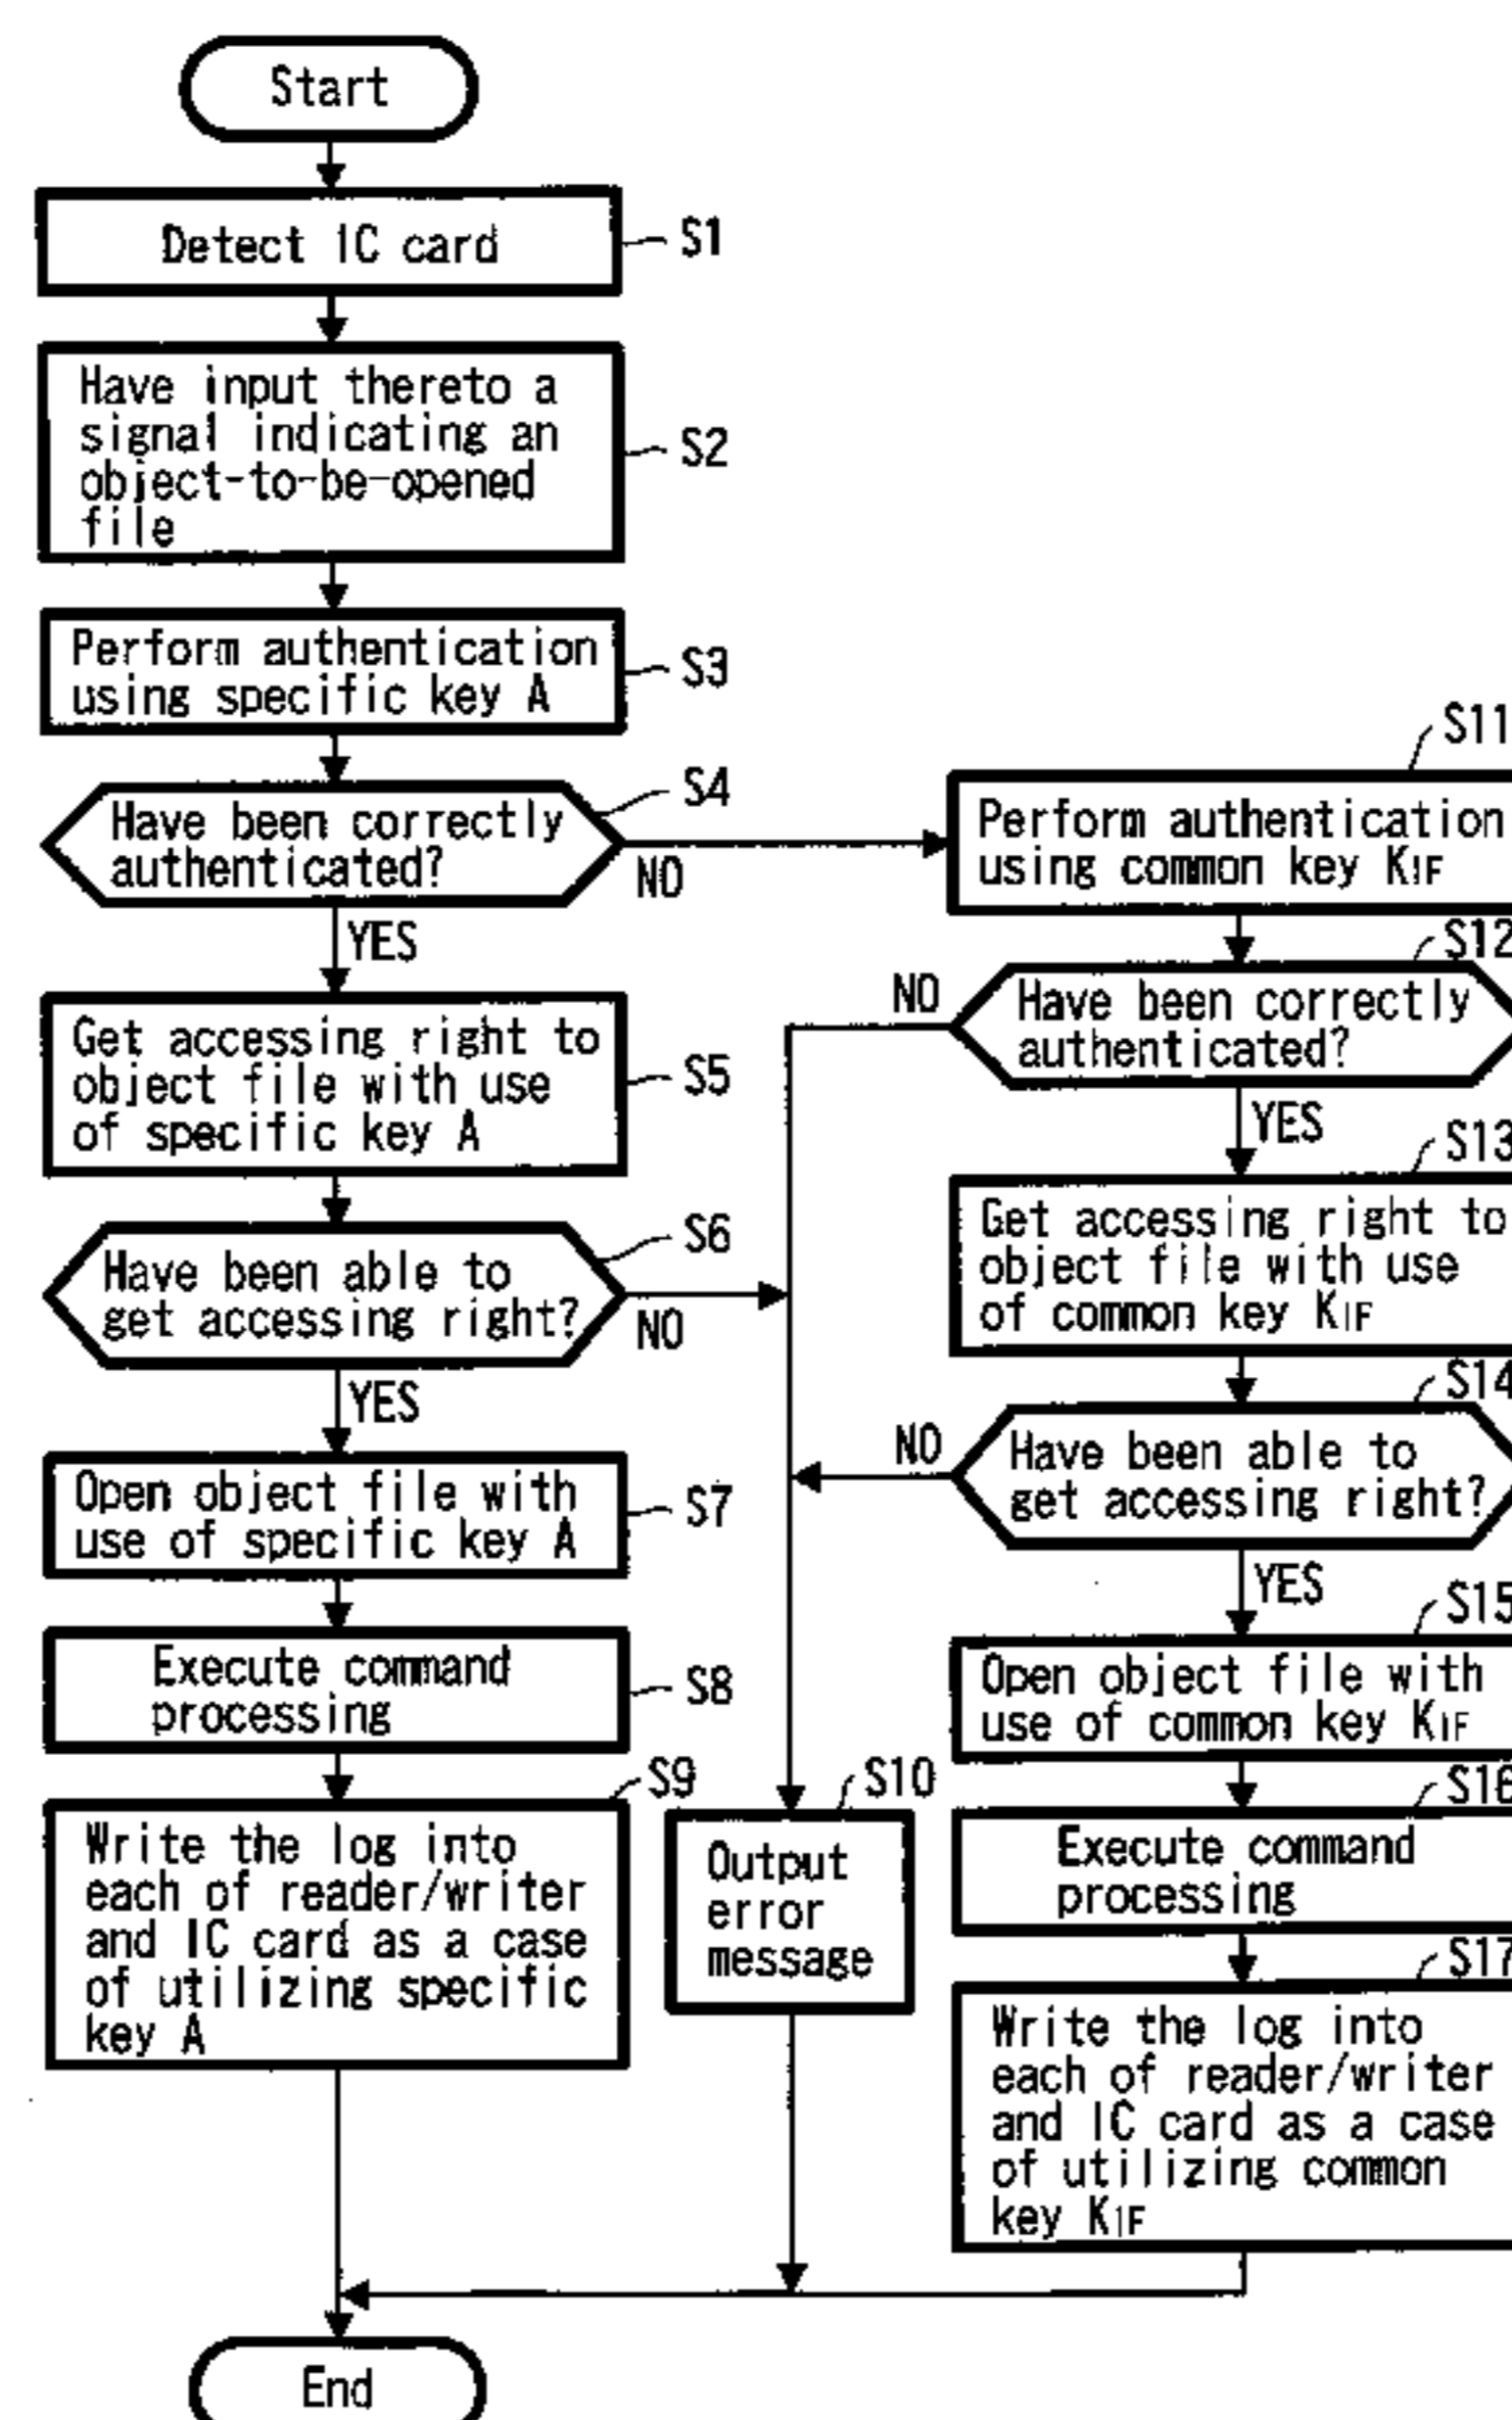 Start
Detect IC card
S1
Have input thereto a
signal indicating an
object-to-be-opened
file
S2
Perform authentication
using specific key A
S3
Have been correctly
authenticated?
S4
NO
YES
Get accessing right to
object file with use
of specific key A
S5
Have been able to
get accessing right?
S6
NO
YES
Open object file with
use of specific key A
S7
Execute command
processing
S8
Write the log into
each of reader/writer
and IC card as a case
of utilizing specific
key A
S9
Output
error
message
S10
Perform authentication
using common key KIF
S11
Have been correctly
authenticated?
S12
NO
YES
Get accessing right to
object file with use
of common key KIF
S13
Have been able to
get accessing right?
S14
NO
YES
Open object file with
use of common key KIF
S15
Execute command
processing
S16
Write the log into
each of reader/writer
and IC card as a case
of utilizing common
key KIF
S17
End